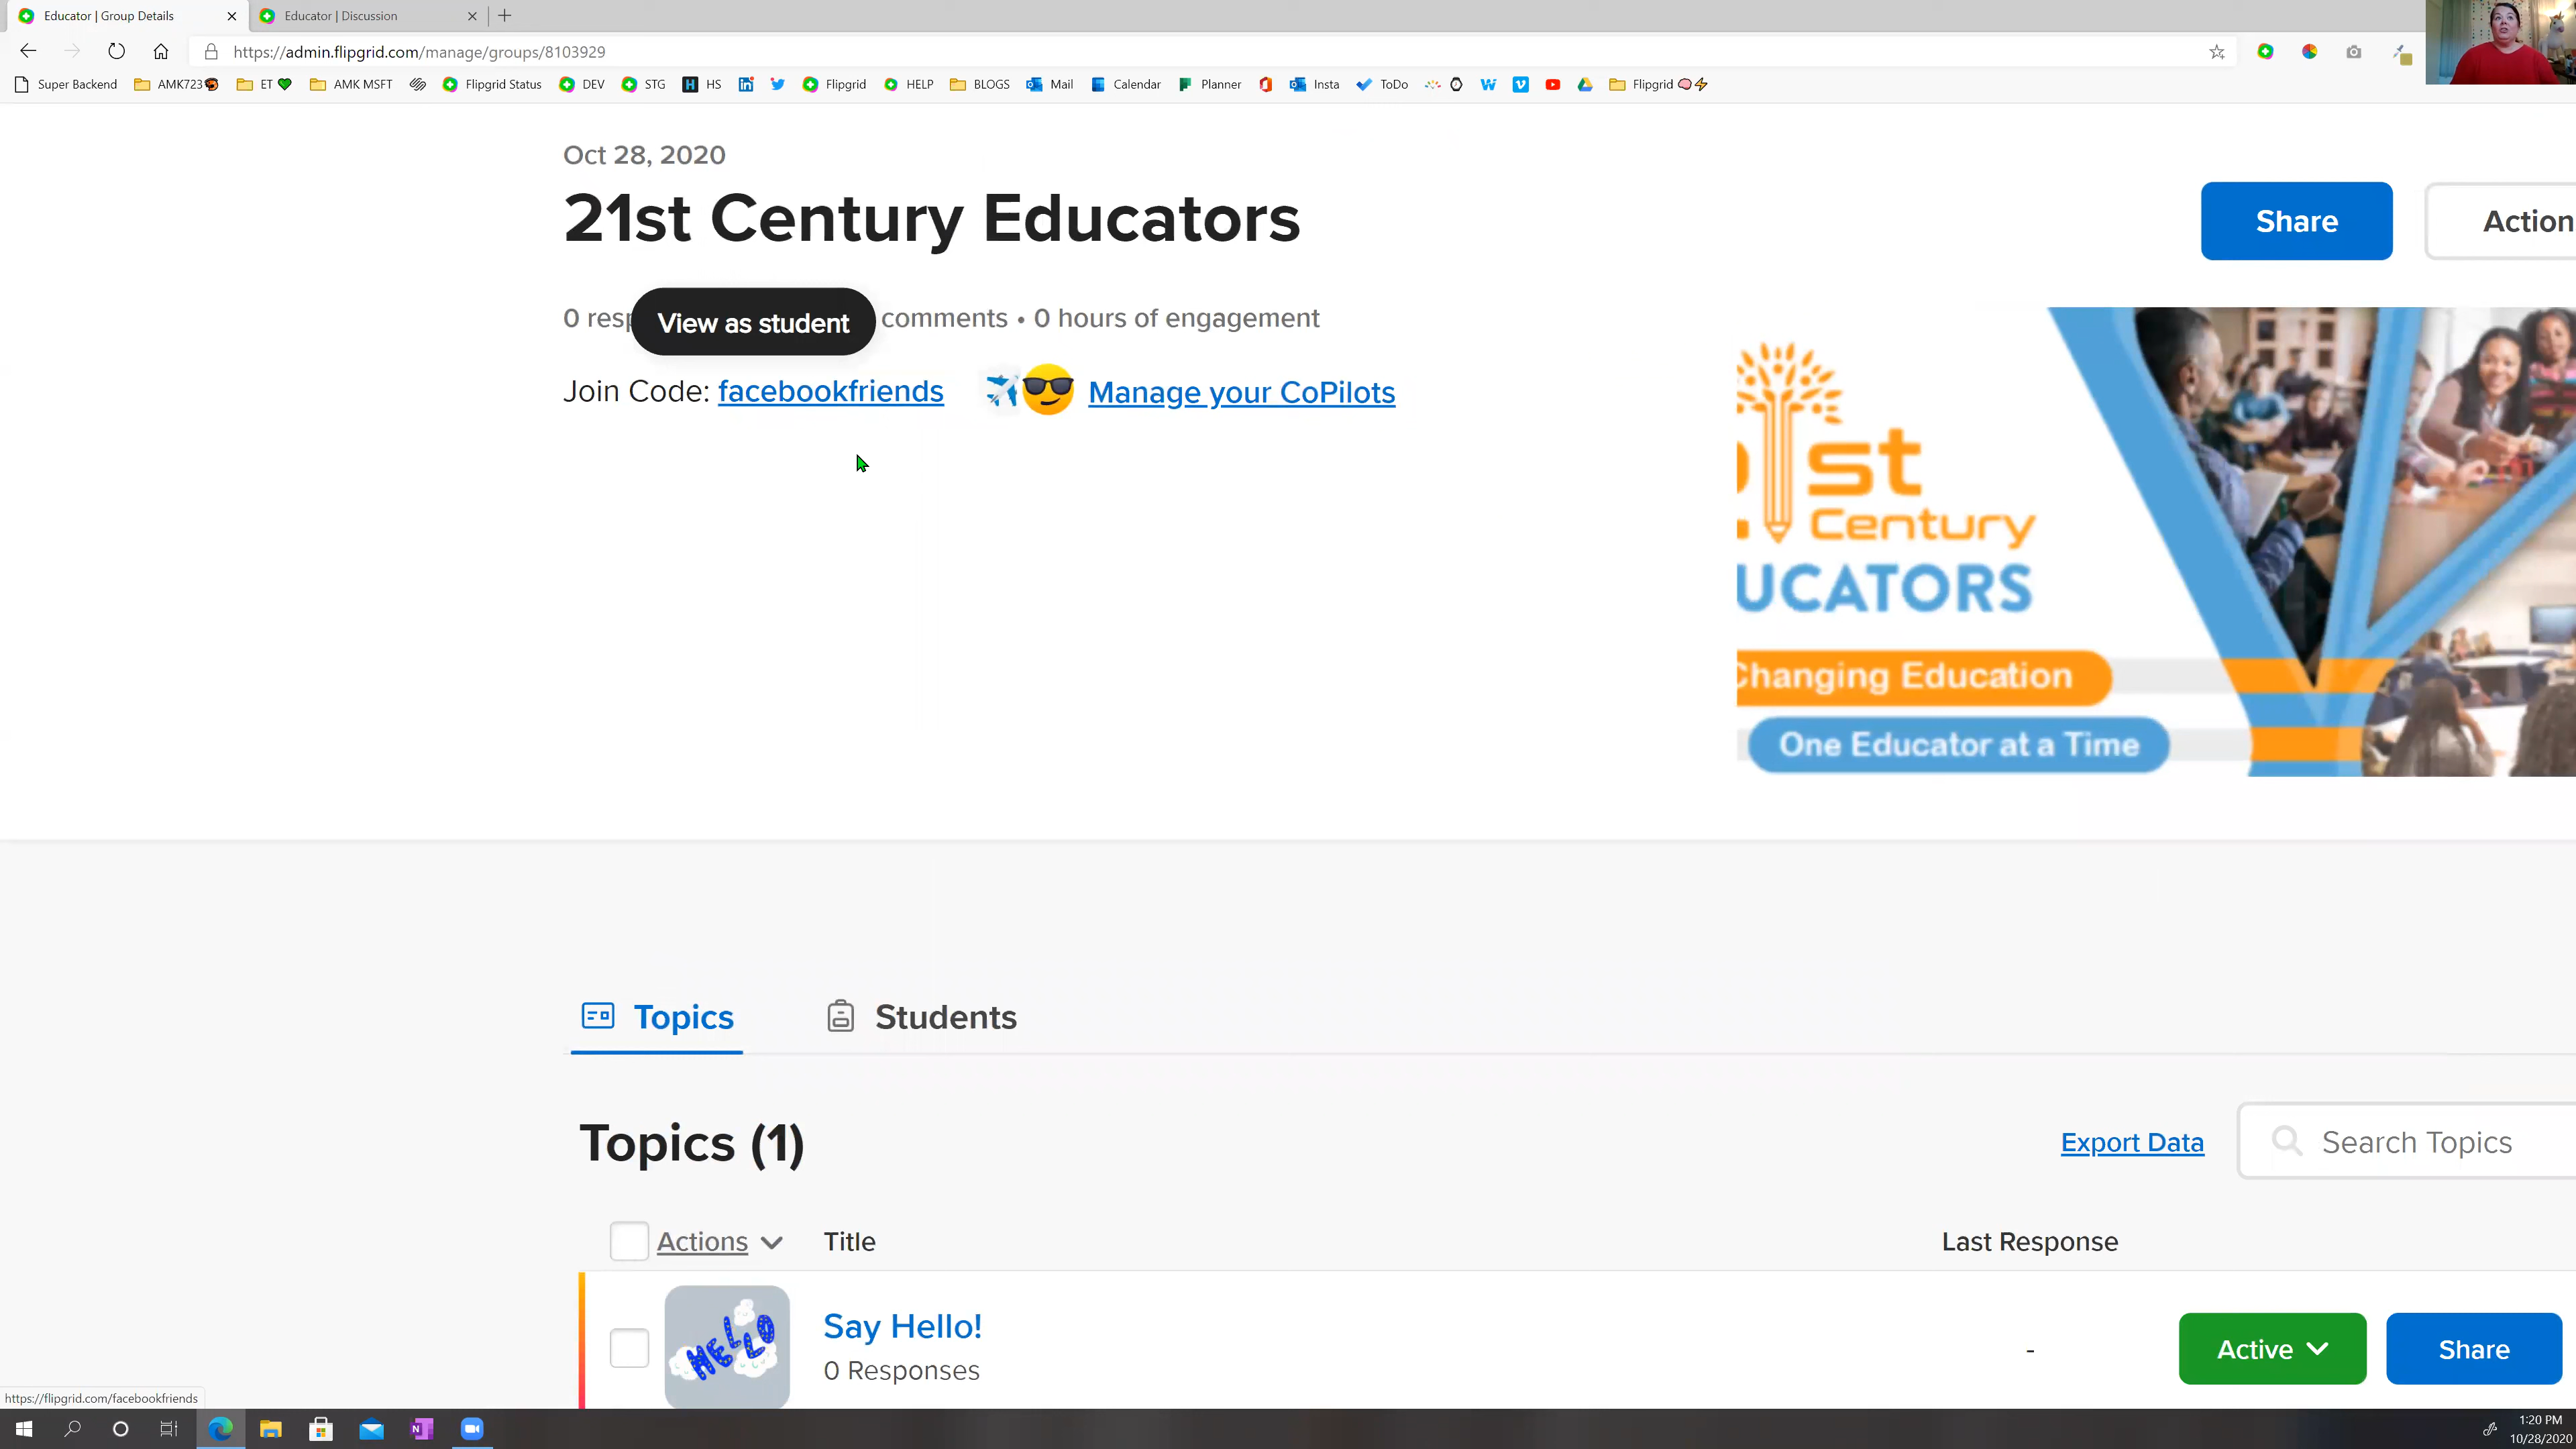 Educator | Group Details
Educator | Discussion
https://admin.flipgrid.com/manage/groups/8103929
Super Backend AMK723 ET AMK MSFT Flipgrid Status DEV STG HS Flipgrid HELP BLOGS Mail Calendar Planner Insta ToDo Flipgrid
Oct 28, 2020
21st Century Educators
Share
Action
0 resp
View as student
comments • 0 hours of engagement
Join Code: facebookfriends
Manage your CoPilots
1st
Century
UCATORS
Changing Education
One Educator at a Time
Topics
Students
Topics (1)
Export Data
Search Topics
Actions
Title
Last Response
HELLO
Say Hello!
0 Responses
-
Active
Share
https://flipgrid.com/facebookfriends
1:20 PM
10/28/2020